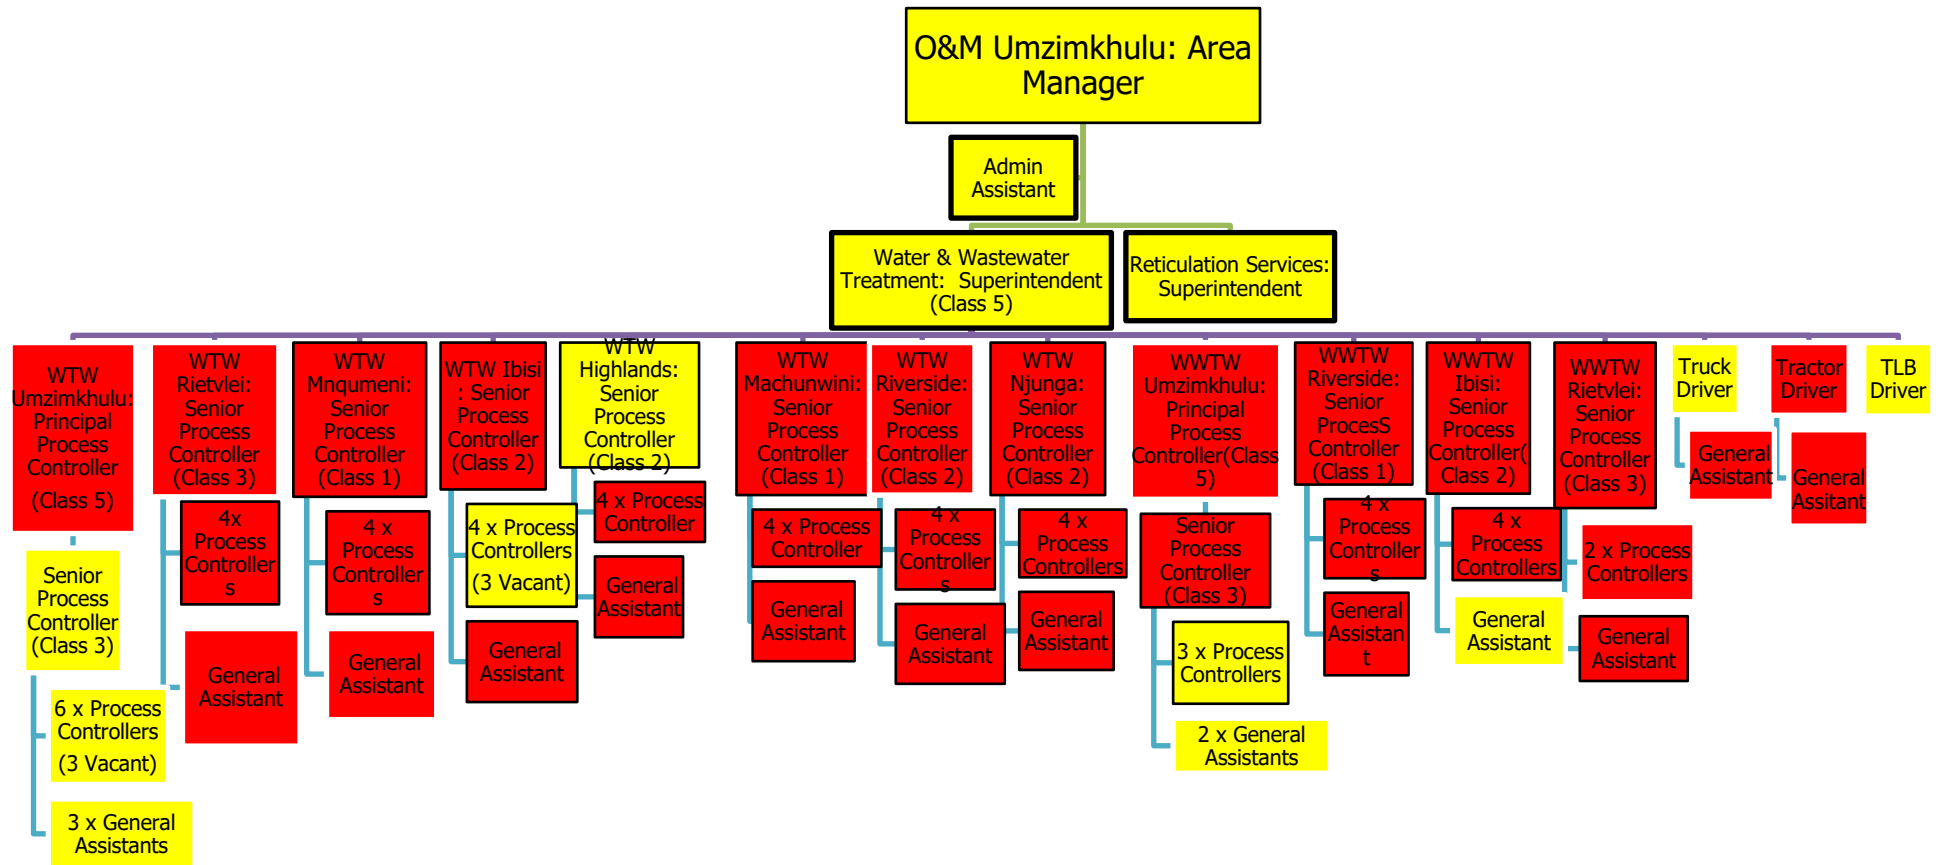 O&M Umzimkhulu: Area
Manager
Admin
Assistant
Water & Wastewater
Treatment:  Superintendent
(Class 5)
Reticulation Services:
Superintendent
WTW
Umzimkhulu:
Principal
Process
Controller
(Class 5)
Senior
Process
Controller
(Class 3)
6 x Process
Controllers
(3 Vacant)
3 x General
Assistants
WTW
Rietvlei:
Senior
Process
Controller
(Class 3)
4x
Process
Controller
s
General
Assistant
WTW
Mnqumeni:
Senior
Process
Controller
(Class 1)
4 x
Process
Controller
s
General
Assistant
WTW Ibisi
: Senior
Process
Controller
(Class 2)
4 x Process
Controllers
(3 Vacant)
General
Assistant
WTW
Highlands:
Senior
Process
Controller
(Class 2)
4 x Process
Controller
General
Assistant
WTW
Machunwini:
Senior
Process
Controller
(Class 1)
4 x Process
Controller
General
Assistant
WTW
Riverside:
Senior
Process
Controller
(Class 2)
4 x
Process
Controller
s
General
Assistant
WTW
Njunga:
Senior
Process
Controller
(Class 2)
4 x
Process
Controllers
General
Assistant
WWTW
Umzimkhulu:
Principal
Process
Controller(Class
5)
Senior
Process
Controller
(Class 3)
3 x Process
Controllers
2 x General
Assistants
WWTW
Riverside:
Senior
ProcesS
Controller
(Class 1)
4 x
Process
Controller
s
General
Assistan
t
WWTW
Ibisi:
Senior
Process
Controller(
Class 2)
4 x
Process
Controllers
General
Assistant
WWTW
Rietvlei:
Senior
Process
Controller
(Class 3)
2 x Process
Controllers
General
Assistant
Truck
Driver
General
Assistant
Tractor
Driver
General
Assitant
TLB
Driver